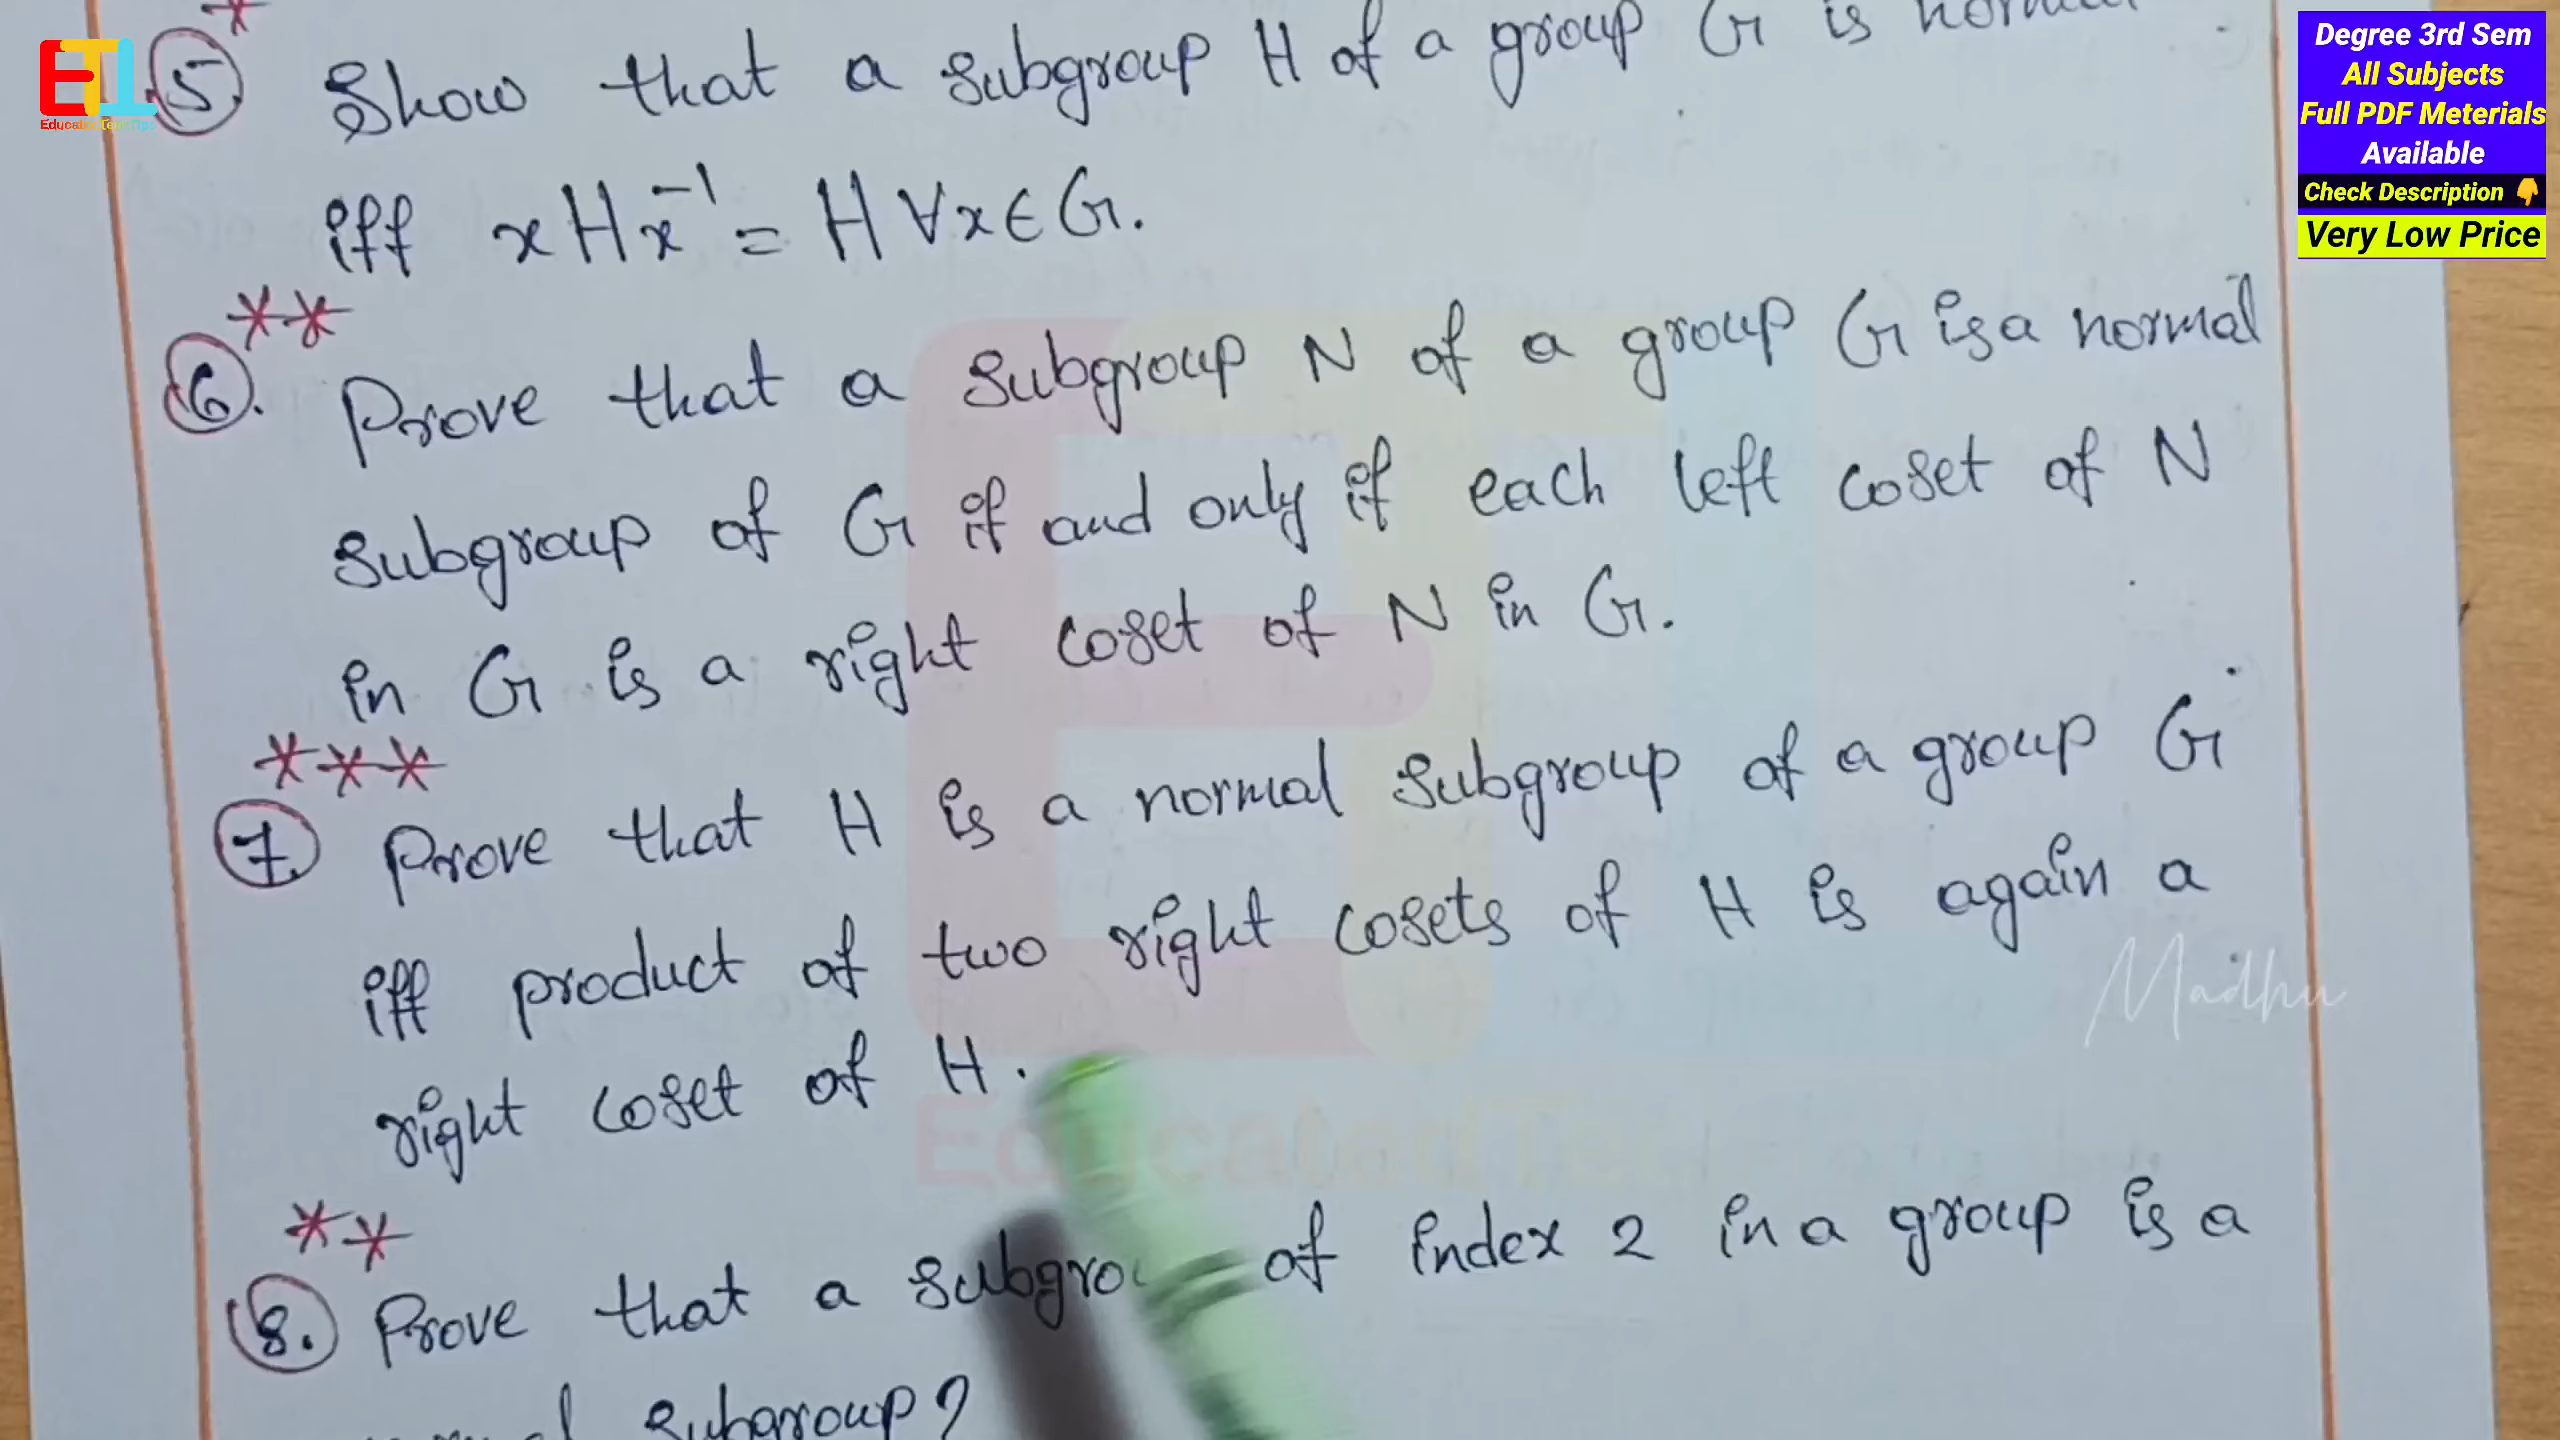 *
5. Show that a subgroup H of a group G is normal
iff xHx⁻¹ = H ∀x∈G.
**
6. Prove that a subgroup N of a group G is a normal
subgroup of G if and only if each left coset of N
in G is a right coset of N in G.
***
7. Prove that H is a normal subgroup of a group G
iff product of two right cosets of H is again a
right coset of H.
**
8. Prove that a subgrou of index 2 in a group is a
subgroup?
ETT
Degree 3rd Sem
All Subjects
Full PDF Meterials
Available
Check Description 👇
Very Low Price
Madhu